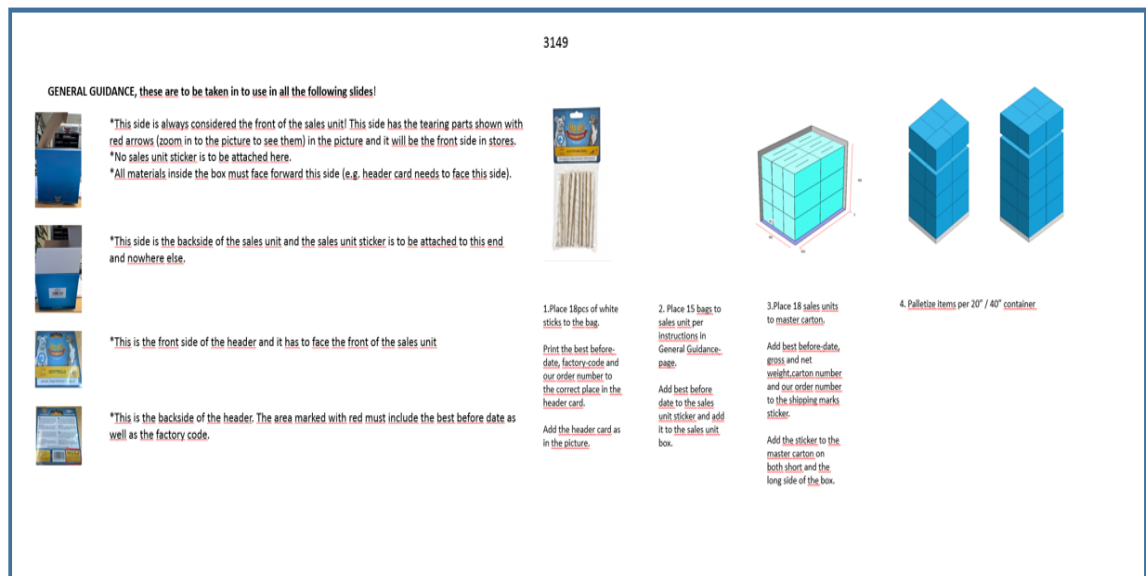 3149
GENERAL GUIDANCE, these are to be taken in to use in all the following slides!
*This side is always considered the front of the sales unit! This side has the tearing parts shown with
red arrows (zoom in to the picture to see them) in the picture and it will be the front side in stores.
*No sales unit sticker is to be attached here.
*All materials inside the box must face forward this side (e.g. header card needs to face this side).
*This side is the backside of the sales unit and the sales unit sticker is to be attached to this end
and nowhere else.
*This is the front side of the header and it has to face the front of the sales unit
*This is the backside of the header. The area marked with red must include the best before date as
well as the factory code.
1.Place 18pcs of white
sticks to the bag.
Print the best before-
date, factory-code and
our order number to
the correct place in the
header card.
Add the header card as
in the picture.
2. Place 15 bags to
sales unit per
instructions in
General Guidance-
page.
Add best before
date to the sales
unit sticker and add
it to the sales unit
box.
3.Place 18 sales units
to master carton.
Add best before-date,
gross and net
weight,carton number
and our order number
to the shipping marks
sticker.
Add the sticker to the
master carton on
both short and the
long side of the box.
4. Palletize items per 20" / 40" container